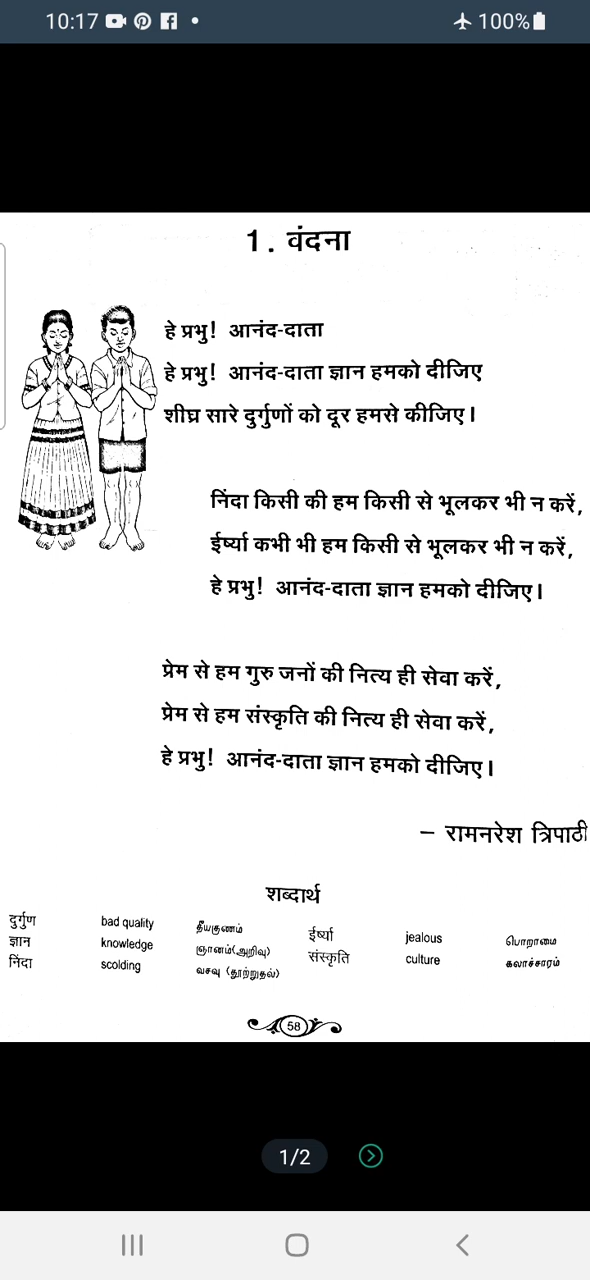 10:17
100%
1. वंदना
हे प्रभु! आनंद-दाता
हे प्रभु! आनंद-दाता ज्ञान हमको दीजिए
शीघ्र सारे दुर्गुणों को दूर हमसे कीजिए।
निंदा किसी की हम किसी से भूलकर भी न करें,
ईर्ष्या कभी भी हम किसी से भूलकर भी न करें,
हे प्रभु! आनंद-दाता ज्ञान हमको दीजिए।
प्रेम से हम गुरु जनों की नित्य ही सेवा करें,
प्रेम से हम संस्कृति की नित्य ही सेवा करें,
हे प्रभु! आनंद-दाता ज्ञान हमको दीजिए।
– रामनरेश त्रिपाठी
शब्दार्थ
दुर्गुण bad quality தீயகுணம்
ज्ञान knowledge ஞானம்(அறிவு)
निंदा scolding வசவு (தூற்றுதல்)
ईर्ष्या jealous பொறாமை
संस्कृति culture கலாச்சாரம்
58
1/2